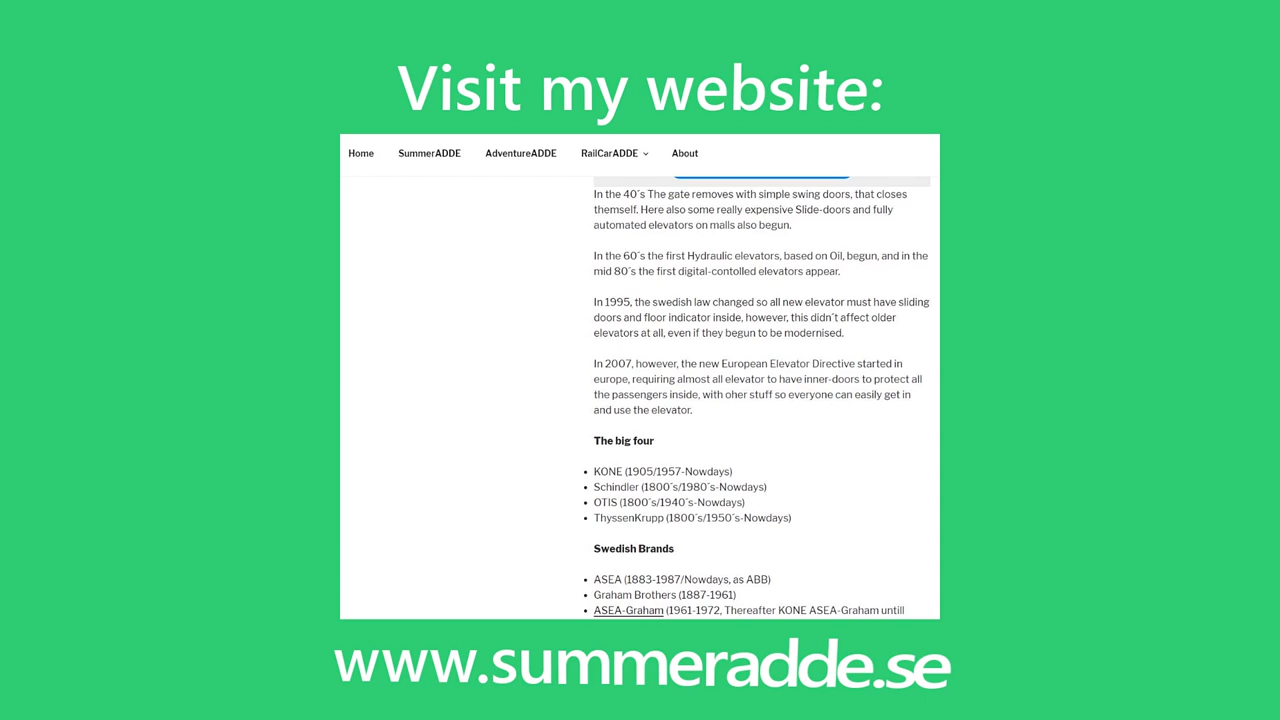 Visit my website:
Home SummerADDE AdventureADDE RailCarADDE About
In the 40´s The gate removes with simple swing doors, that closes
themself. Here also some really expensive Slide-doors and fully
automated elevators on malls also begun.
In the 60´s the first Hydraulic elevators, based on Oil, begun, and in the
mid 80´s the first digital-contolled elevators appear.
In 1995, the swedish law changed so all new elevator must have sliding
doors and floor indicator inside, however, this didn´t affect older
elevators at all, even if they begun to be modernised.
In 2007, however, the new European Elevator Directive started in
europe, requiring almost all elevator to have inner-doors to protect all
the passengers inside, with oher stuff so everyone can easily get in
and use the elevator.
The big four
• KONE (1905/1957-Nowdays)
• Schindler (1800´s/1980´s-Nowdays)
• OTIS (1800´s/1940´s-Nowdays)
• ThyssenKrupp (1800´s/1950´s-Nowdays)
Swedish Brands
• ASEA (1883-1987/Nowdays, as ABB)
• Graham Brothers (1887-1961)
• ASEA-Graham (1961-1972, Thereafter KONE ASEA-Graham untill
www.summeradde.se